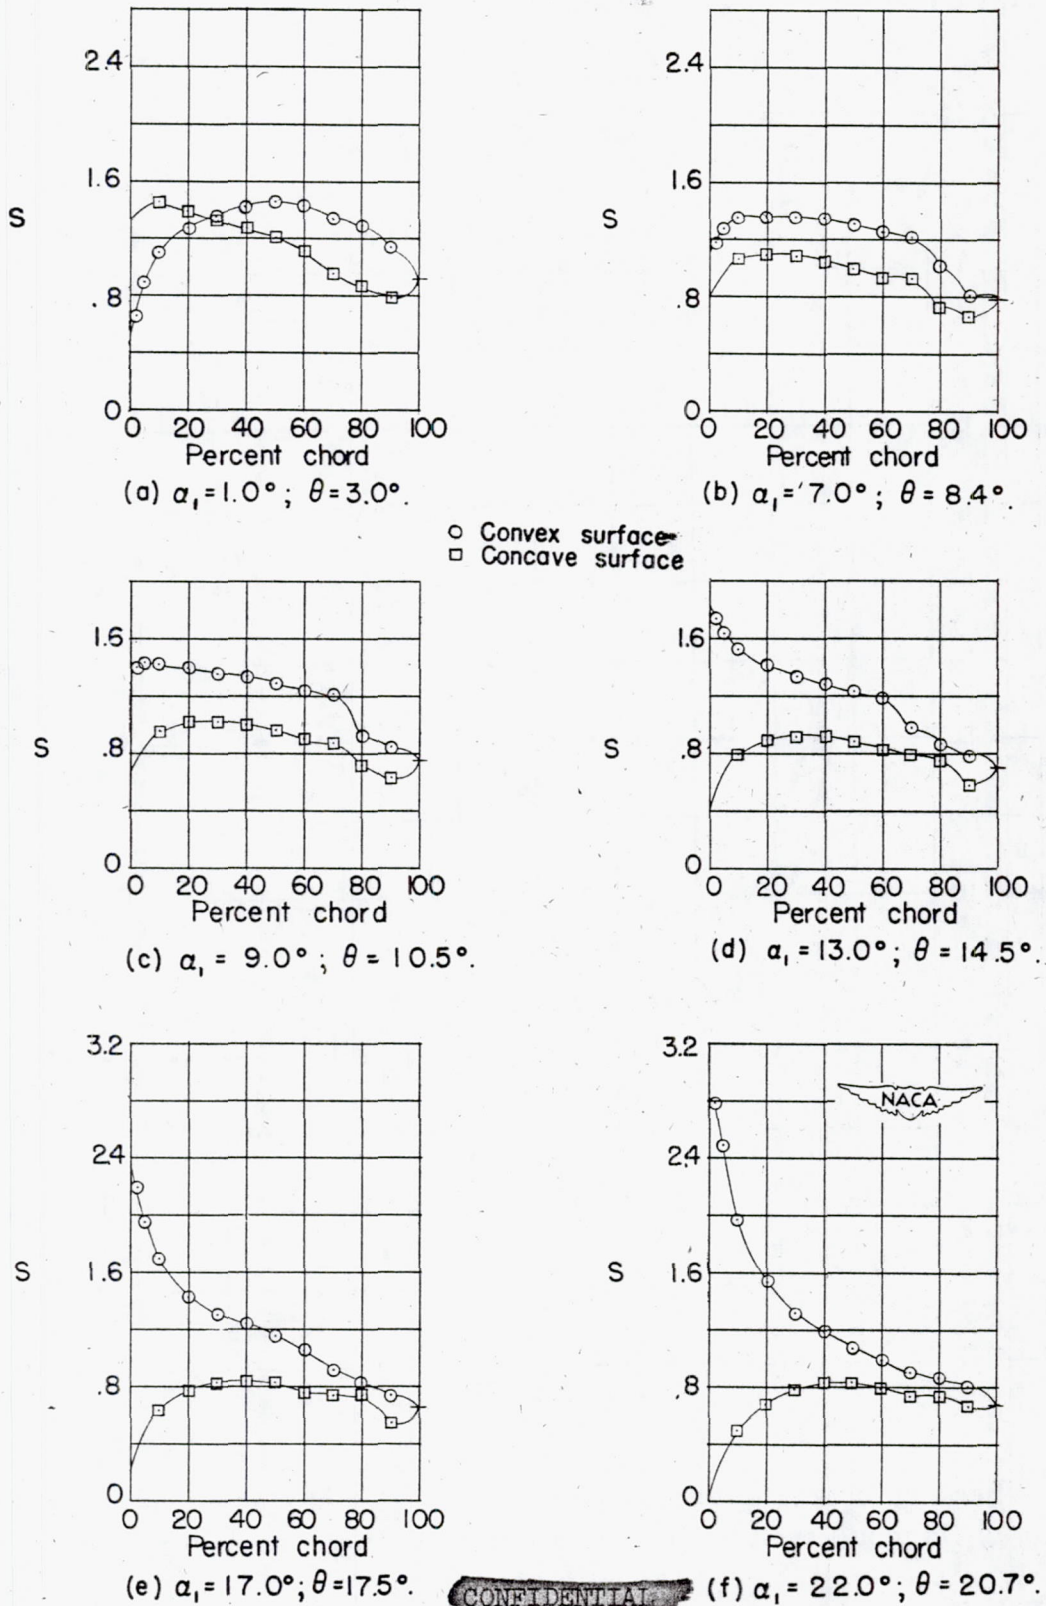 2.4
1.6
S
.8
0
0 20 40 60 80 100
Percent chord
(a) α₁ = 1.0° ; θ = 3.0°.
2.4
1.6
S
.8
0
0 20 40 60 80 100
Percent chord
(b) α₁ = 7.0° ; θ = 8.4°.
○ Convex surface
□ Concave surface
1.6
S
.8
0
0 20 40 60 80 100
Percent chord
(c) α₁ = 9.0° ; θ = 10.5°.
1.6
S
.8
0
0 20 40 60 80 100
Percent chord
(d) α₁ = 13.0° ; θ = 14.5°.
3.2
2.4
S
1.6
.8
0
0 20 40 60 80 100
Percent chord
(e) α₁ = 17.0° ; θ = 17.5°.
3.2
NACA
2.4
S
1.6
.8
0
0 20 40 60 80 100
Percent chord
(f) α₁ = 22.0° ; θ = 20.7°.
CONFIDENTIAL